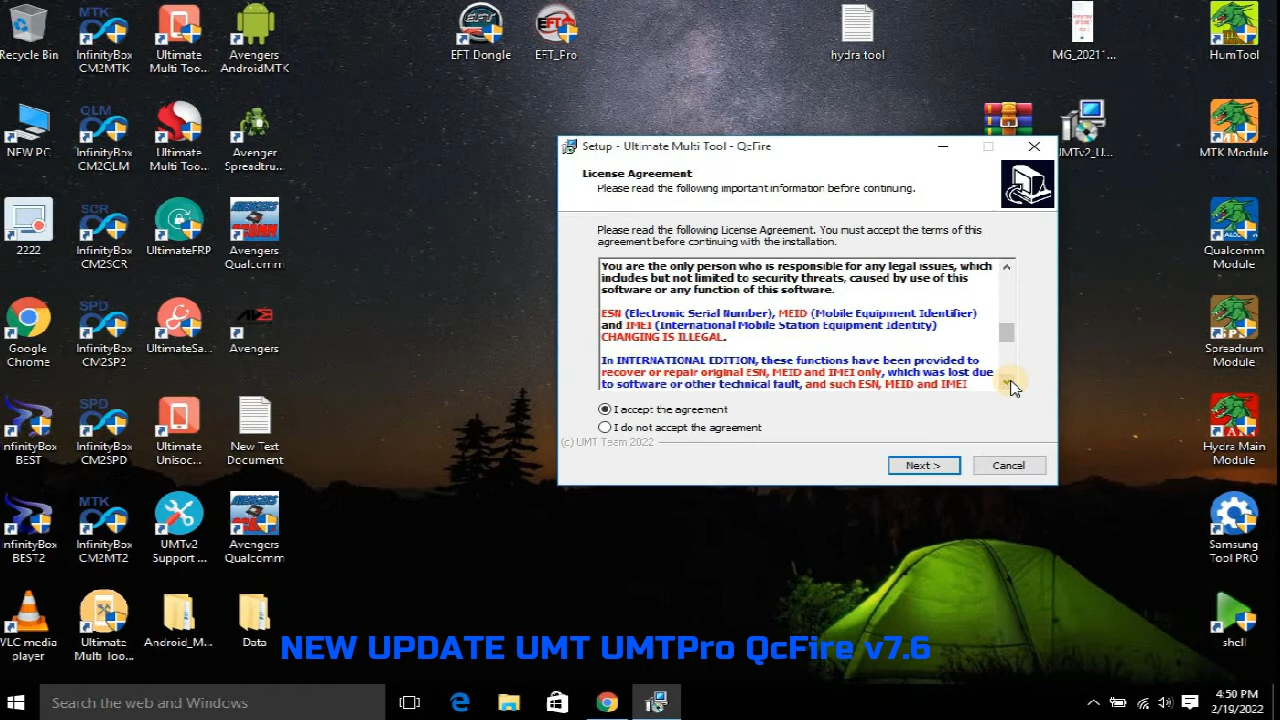 Recycle Bin
InfinityBox
CM2MTK
Ultimate
Multi Too...
Avengers
AndroidMTK
EFT Dongle
EFT_Pro
hydra tool
MG_20211...
HumTool
NEW PC
InfinityBox
CM2QLM
Ultimate
Multi Too...
Avenger
Spreadtru...
UMTv2_U...
MTK Module
2222
InfinityBox
CM2SCR
UltimateFRP
Avengers
Qualcomm
Qualcomm
Module
Google
Chrome
InfinityBox
CM2SP2
UltimateSa...
Avengers
Spreadrum
Module
nfinityBox
BEST
InfinityBox
CM2SPD
Ultimate
Unisoc...
New Text
Document
Hydra Main
Module
nfinityBox
BEST2
InfinityBox
CM2MT2
UMTv2
Support ...
Avengers
Qualcomm
Samsung
Tool PRO
VLC media
player
Ultimate
Multi Too...
Android_M...
Data
shell
MTK
QLM
SCR
SPD
SPD
MTK
Setup - Ultimate Multi Tool - QcFire
License Agreement
Please read the following important information before continuing.
Please read the following License Agreement. You must accept the terms of this
agreement before continuing with the installation.
You are the only person who is responsible for any legal issues, which
includes but not limited to security threats, caused by use of this
software or any function of this software.
ESN (Electronic Serial Number), MEID (Mobile Equipment Identifier)
and IMEI (International Mobile Station Equipment Identity)
CHANGING IS ILLEGAL.
In INTERNATIONAL EDITION, these functions have been provided to
recover or repair original ESN, MEID and IMEI only, which was lost due
to software or other technical fault, and such ESN, MEID and IMEI
I accept the agreement
I do not accept the agreement
(c) UMT Team 2022
Next >
Cancel
NEW UPDATE UMT UMTPro QcFire v7.6
Search the web and Windows
4:50 PM
2/19/2022